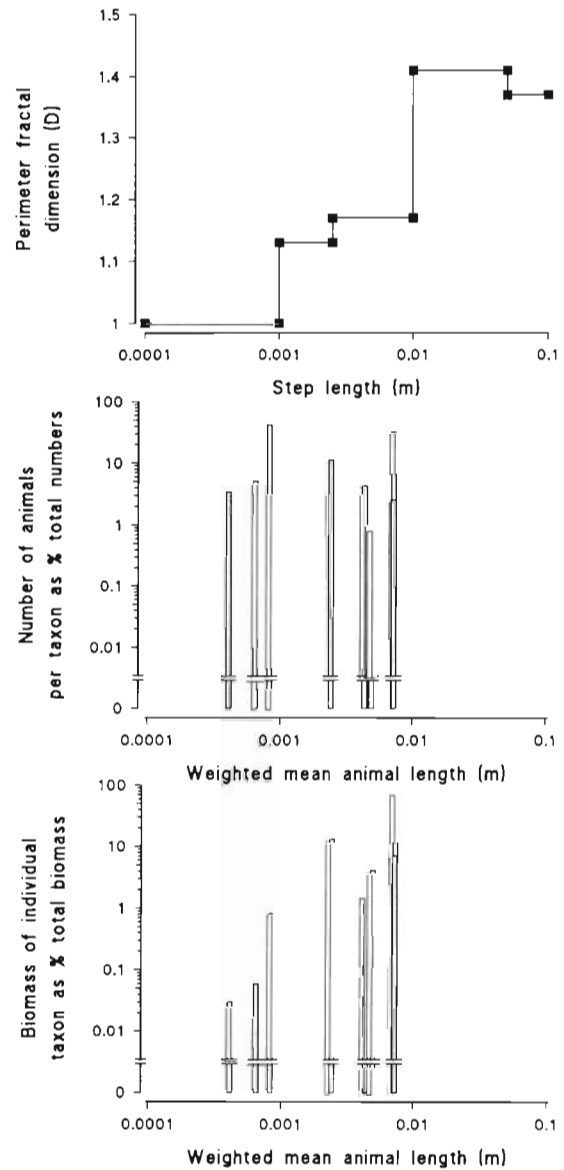 1.5
1.4
1.3
1.2
1.1
1
Perimeter fractal
dimension (D)
0.0001 0.001 0.01 0.1
Step length (m)
100
10
1
0.1
0.01
0
Number of animals
per taxon as % total numbers
0.0001 0.001 0.01 0.1
Weighted mean animal length (m)
100
10
1
0.1
0.01
0
Biomass of individual
taxon as % total biomass
0.0001 0.001 0.01 0.1
Weighted mean animal length (m)